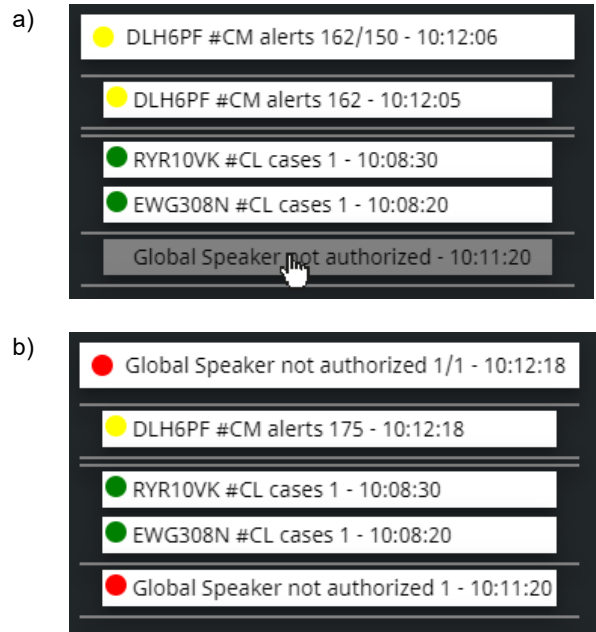 a)
DLH6PF #CM alerts 162/150 - 10:12:06
DLH6PF #CM alerts 162 - 10:12:05
RYR10VK #CL cases 1 - 10:08:30
EWG308N #CL cases 1 - 10:08:20
Global Speaker not authorized - 10:11:20
b)
Global Speaker not authorized 1/1 - 10:12:18
DLH6PF #CM alerts 175 - 10:12:18
RYR10VK #CL cases 1 - 10:08:30
EWG308N #CL cases 1 - 10:08:20
Global Speaker not authorized 1 - 10:11:20